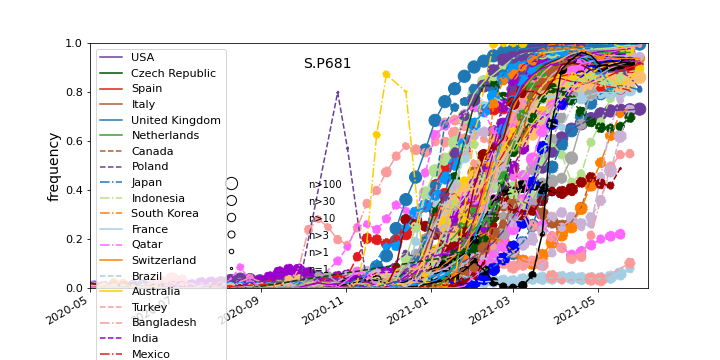 S.P681
frequency
1.0
0.8
0.6
0.4
0.2
0.0
USA
Czech Republic
Spain
Italy
United Kingdom
Netherlands
Canada
Poland
Japan
Indonesia
South Korea
France
Qatar
Switzerland
Brazil
Australia
Turkey
Bangladesh
India
Mexico
n>100
n>30
n>10
n>3
n>1
n=1
2020-05
2020-07
2020-09
2020-11
2021-01
2021-03
2021-05